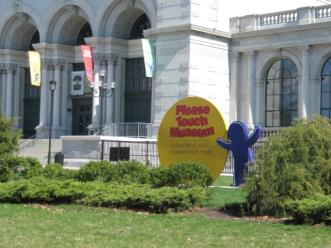 Please
Touch
Museum
MEMORIAL HALL
FAIRMOUNT PARK